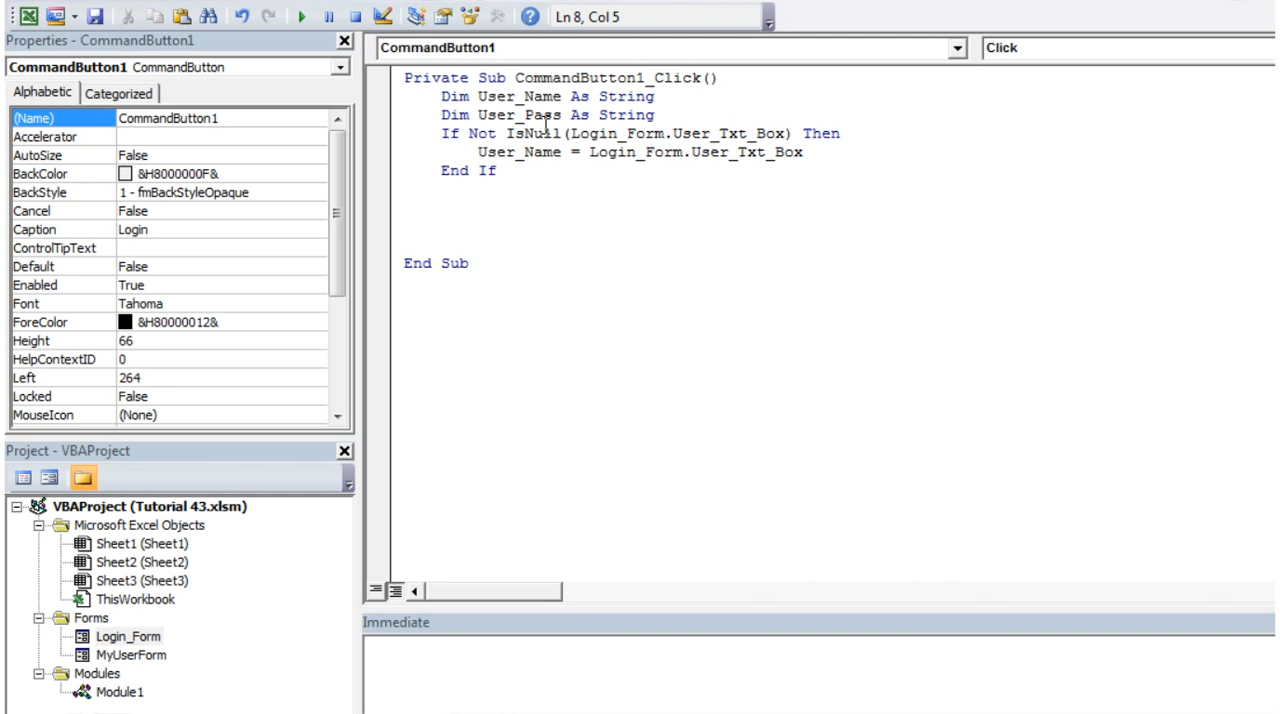 Ln 8, Col 5
Properties - CommandButton1
CommandButton1 CommandButton
Alphabetic Categorized
(Name) CommandButton1
Accelerator
AutoSize False
BackColor &H8000000F&
BackStyle 1 - fmBackStyleOpaque
Cancel False
Caption Login
ControlTipText
Default False
Enabled True
Font Tahoma
ForeColor &H80000012&
Height 66
HelpContextID 0
Left 264
Locked False
MouseIcon (None)
Project - VBAProject
VBAProject (Tutorial 43.xlsm)
Microsoft Excel Objects
Sheet1 (Sheet1)
Sheet2 (Sheet2)
Sheet3 (Sheet3)
ThisWorkbook
Forms
Login_Form
MyUserForm
Modules
Module1
CommandButton1 Click
Private Sub CommandButton1_Click()
Dim User_Name As String
Dim User_Pass As String
If Not IsNull(Login_Form.User_Txt_Box) Then
User_Name = Login_Form.User_Txt_Box
End If
End Sub
Immediate